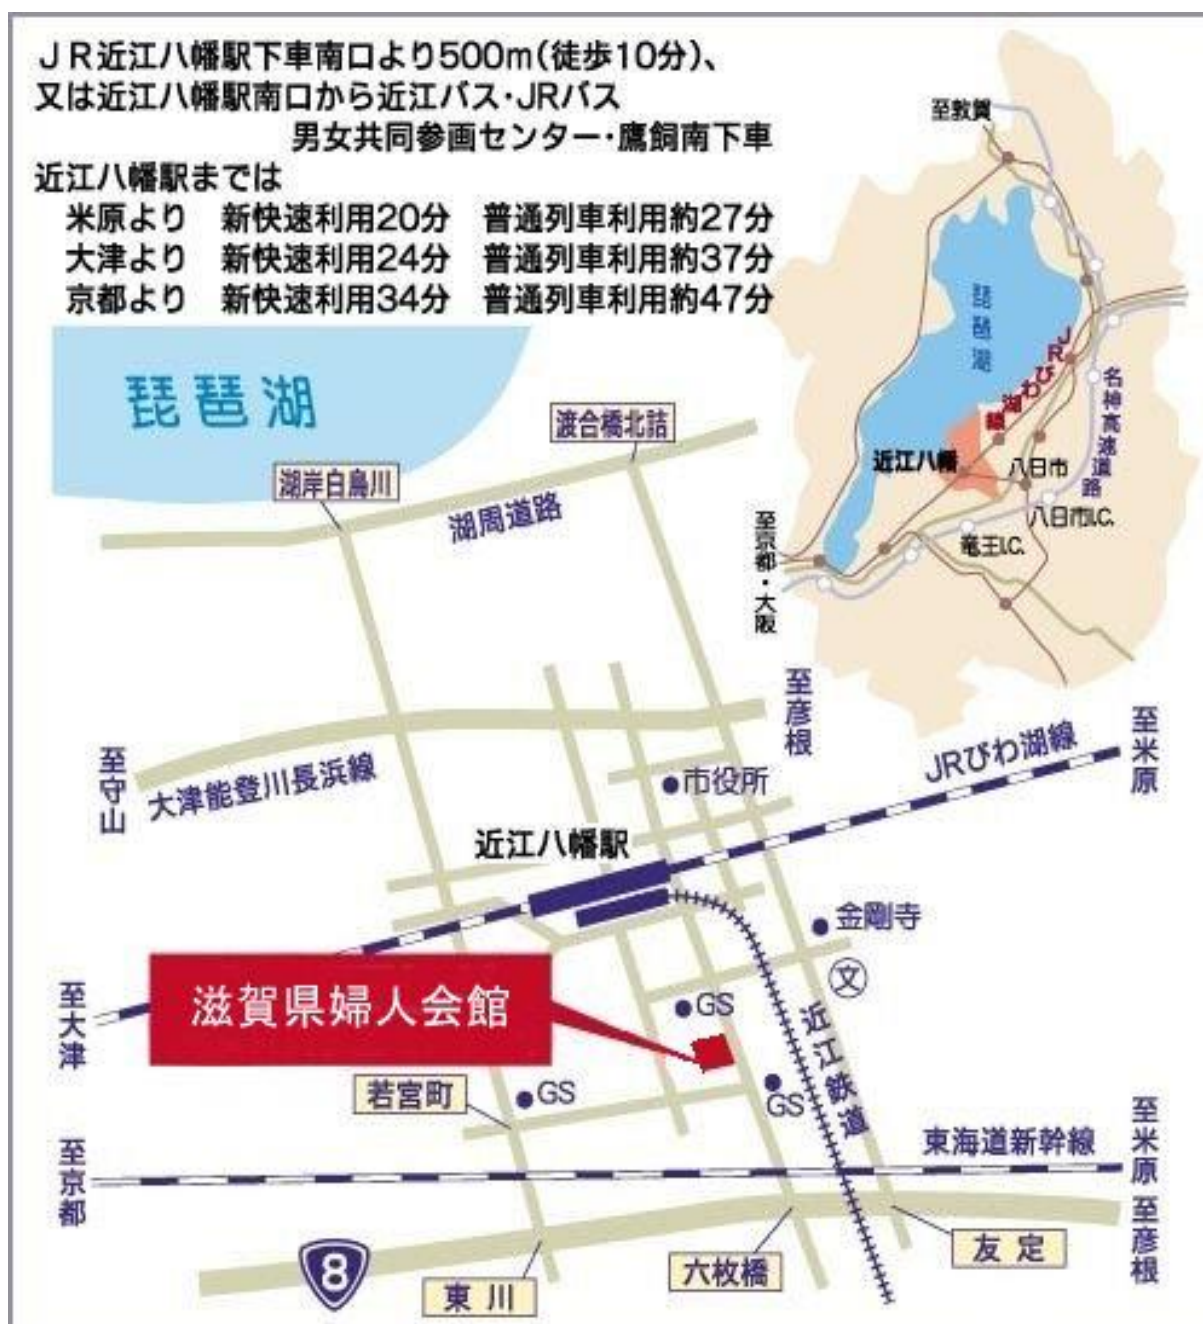 JR近江八幡駅下車南口より500m(徒歩10分)、
又は近江八幡駅南口から近江バス・JRバス
男女共同参画センター・鷹飼南下車
近江八幡駅までは
米原より 新快速利用20分 普通列車利用約27分
大津より 新快速利用24分 普通列車利用約37分
京都より 新快速利用34分 普通列車利用約47分
至敦賀
琵琶湖
JRびわ湖線
名神高速道路
近江八幡
八日市
八日市I.C.
竜王I.C.
至京都・大阪
琵琶湖
渡合橋北詰
湖岸白鳥川
湖周道路
至彦根
至米原
JRびわ湖線
至守山
大津能登川長浜線
市役所
近江八幡駅
金剛寺
文
滋賀県婦人会館
至大津
GS
近江鉄道
若宮町
GS
GS
東海道新幹線
至米原
至京都
至彦根
8
東川
六枚橋
友定